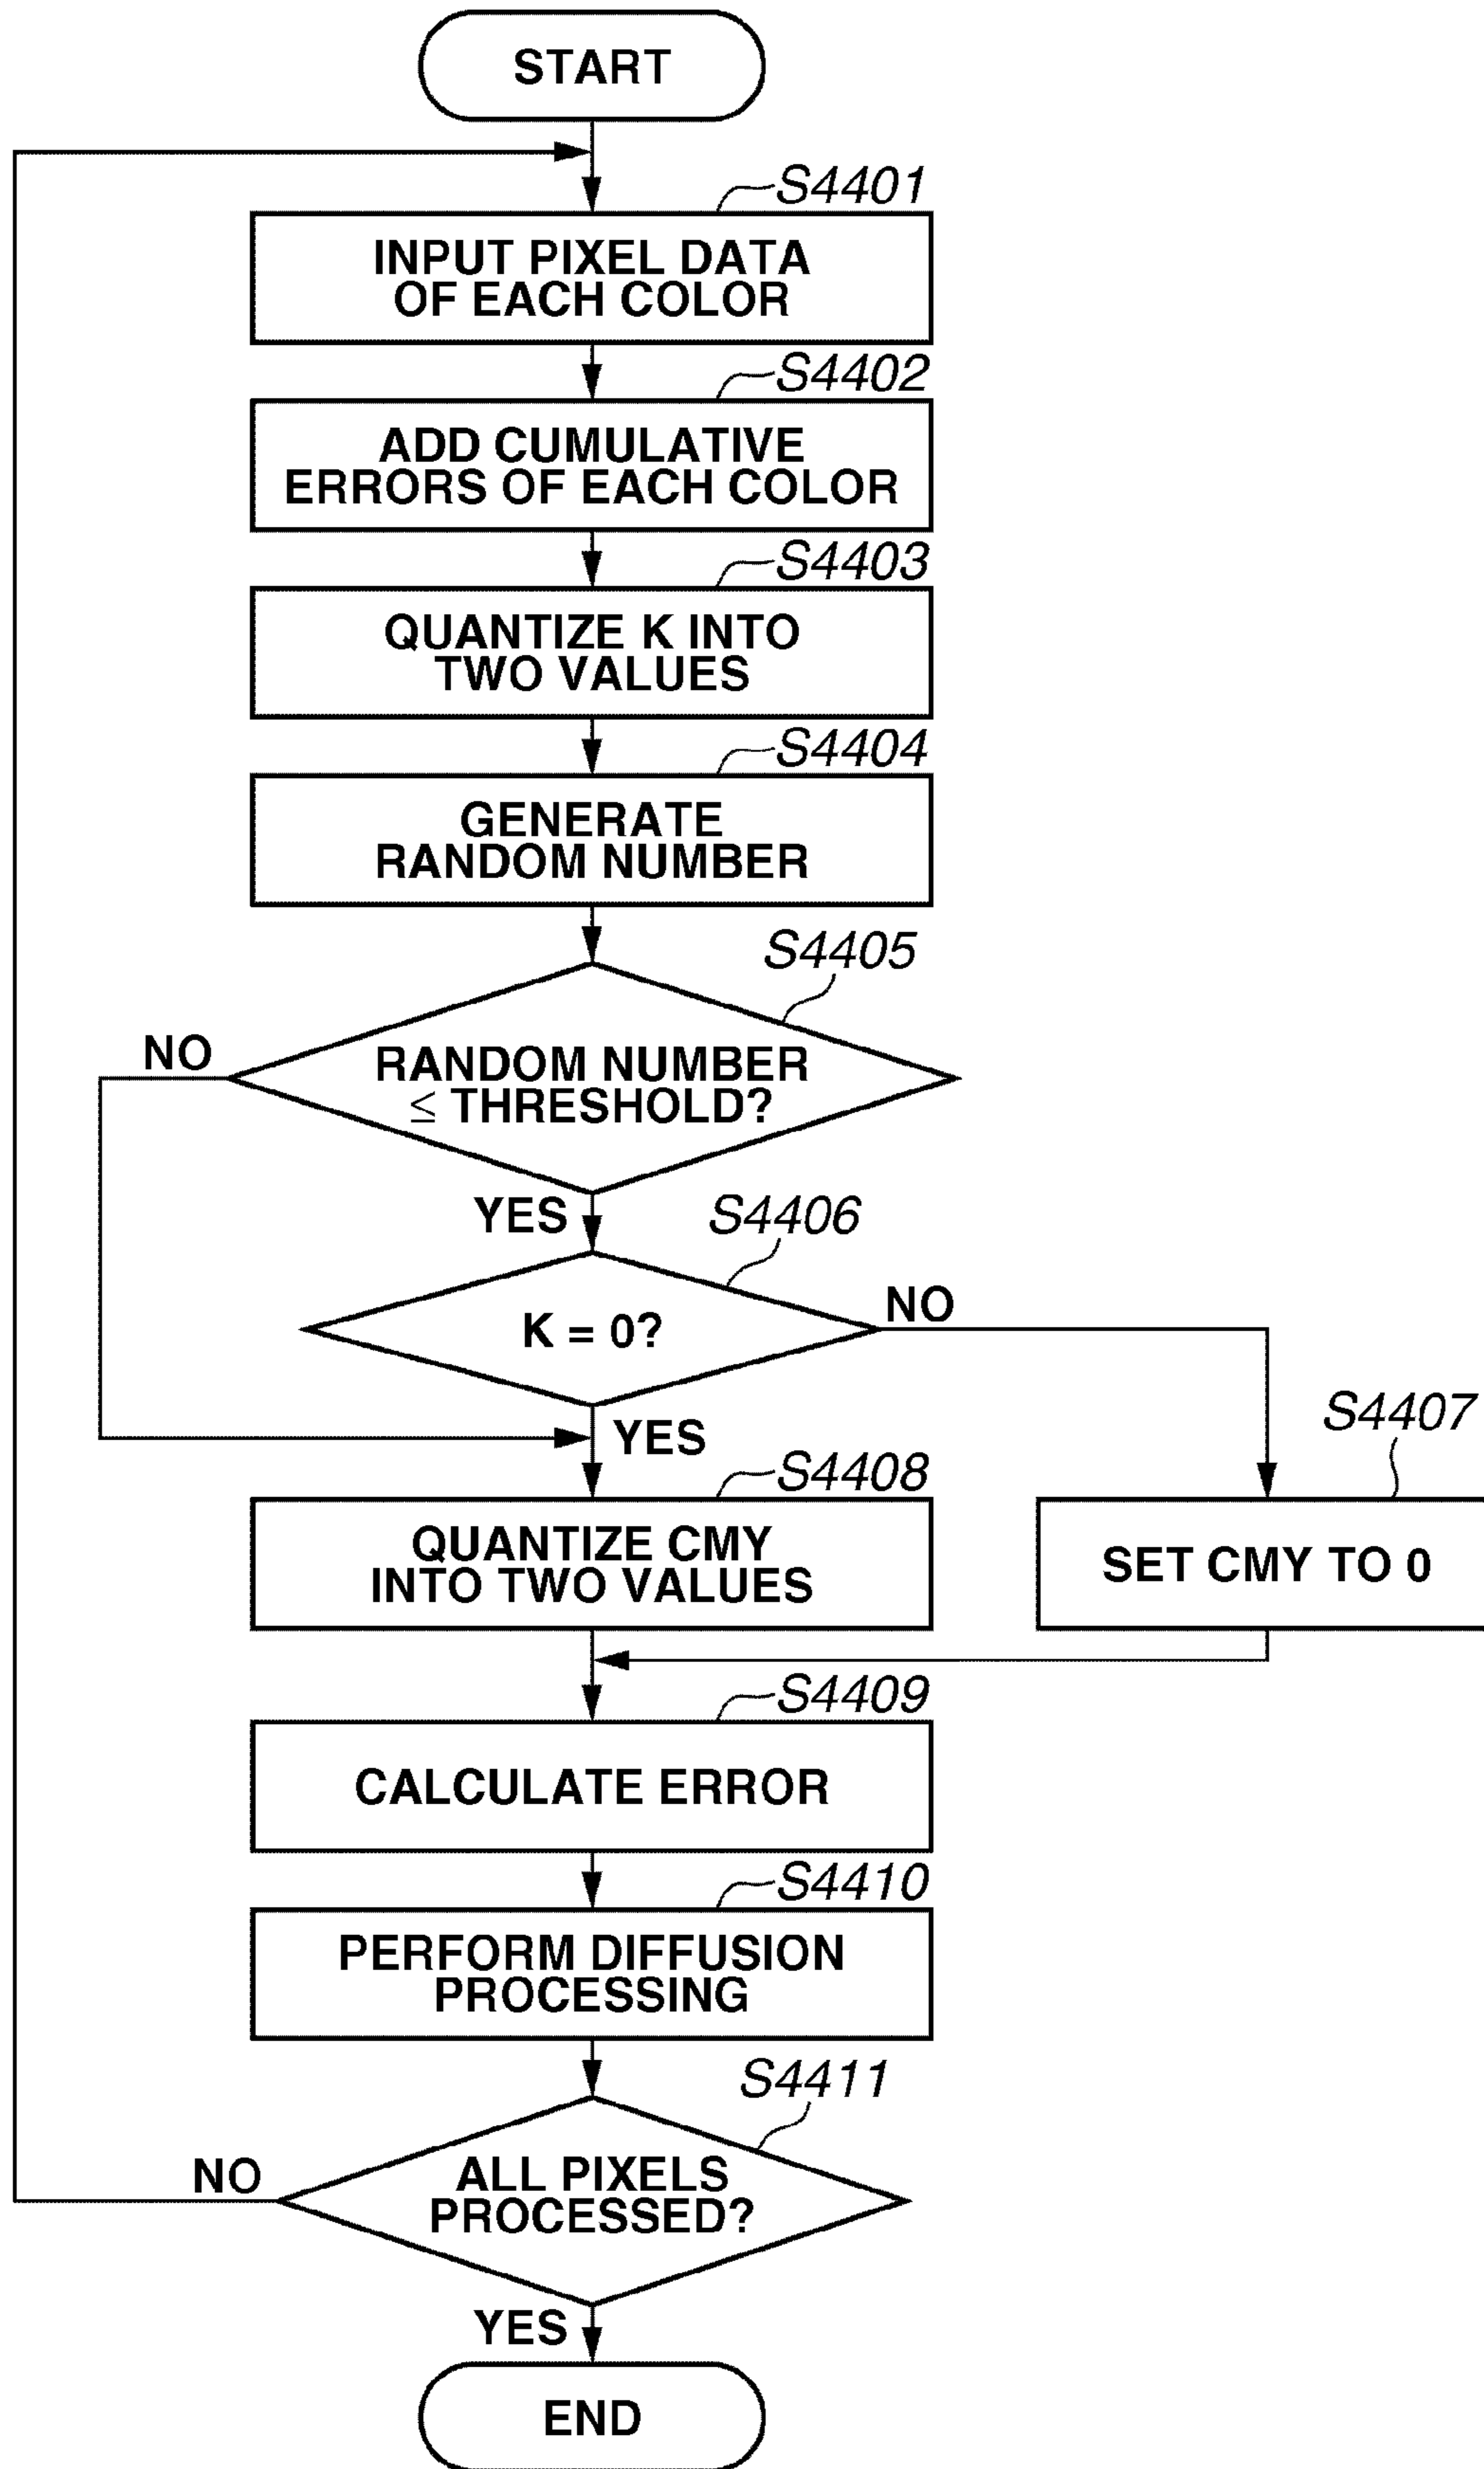 START
S4401
INPUT PIXEL DATA
OF EACH COLOR
S4402
ADD CUMULATIVE
ERRORS OF EACH COLOR
S4403
QUANTIZE K INTO
TWO VALUES
S4404
GENERATE
RANDOM NUMBER
S4405
NO
RANDOM NUMBER
≤ THRESHOLD?
YES
S4406
NO
K = 0?
S4407
YES
S4408
QUANTIZE CMY
INTO TWO VALUES
SET CMY TO 0
S4409
CALCULATE ERROR
S4410
PERFORM DIFFUSION
PROCESSING
S4411
NO
ALL PIXELS
PROCESSED?
YES
END